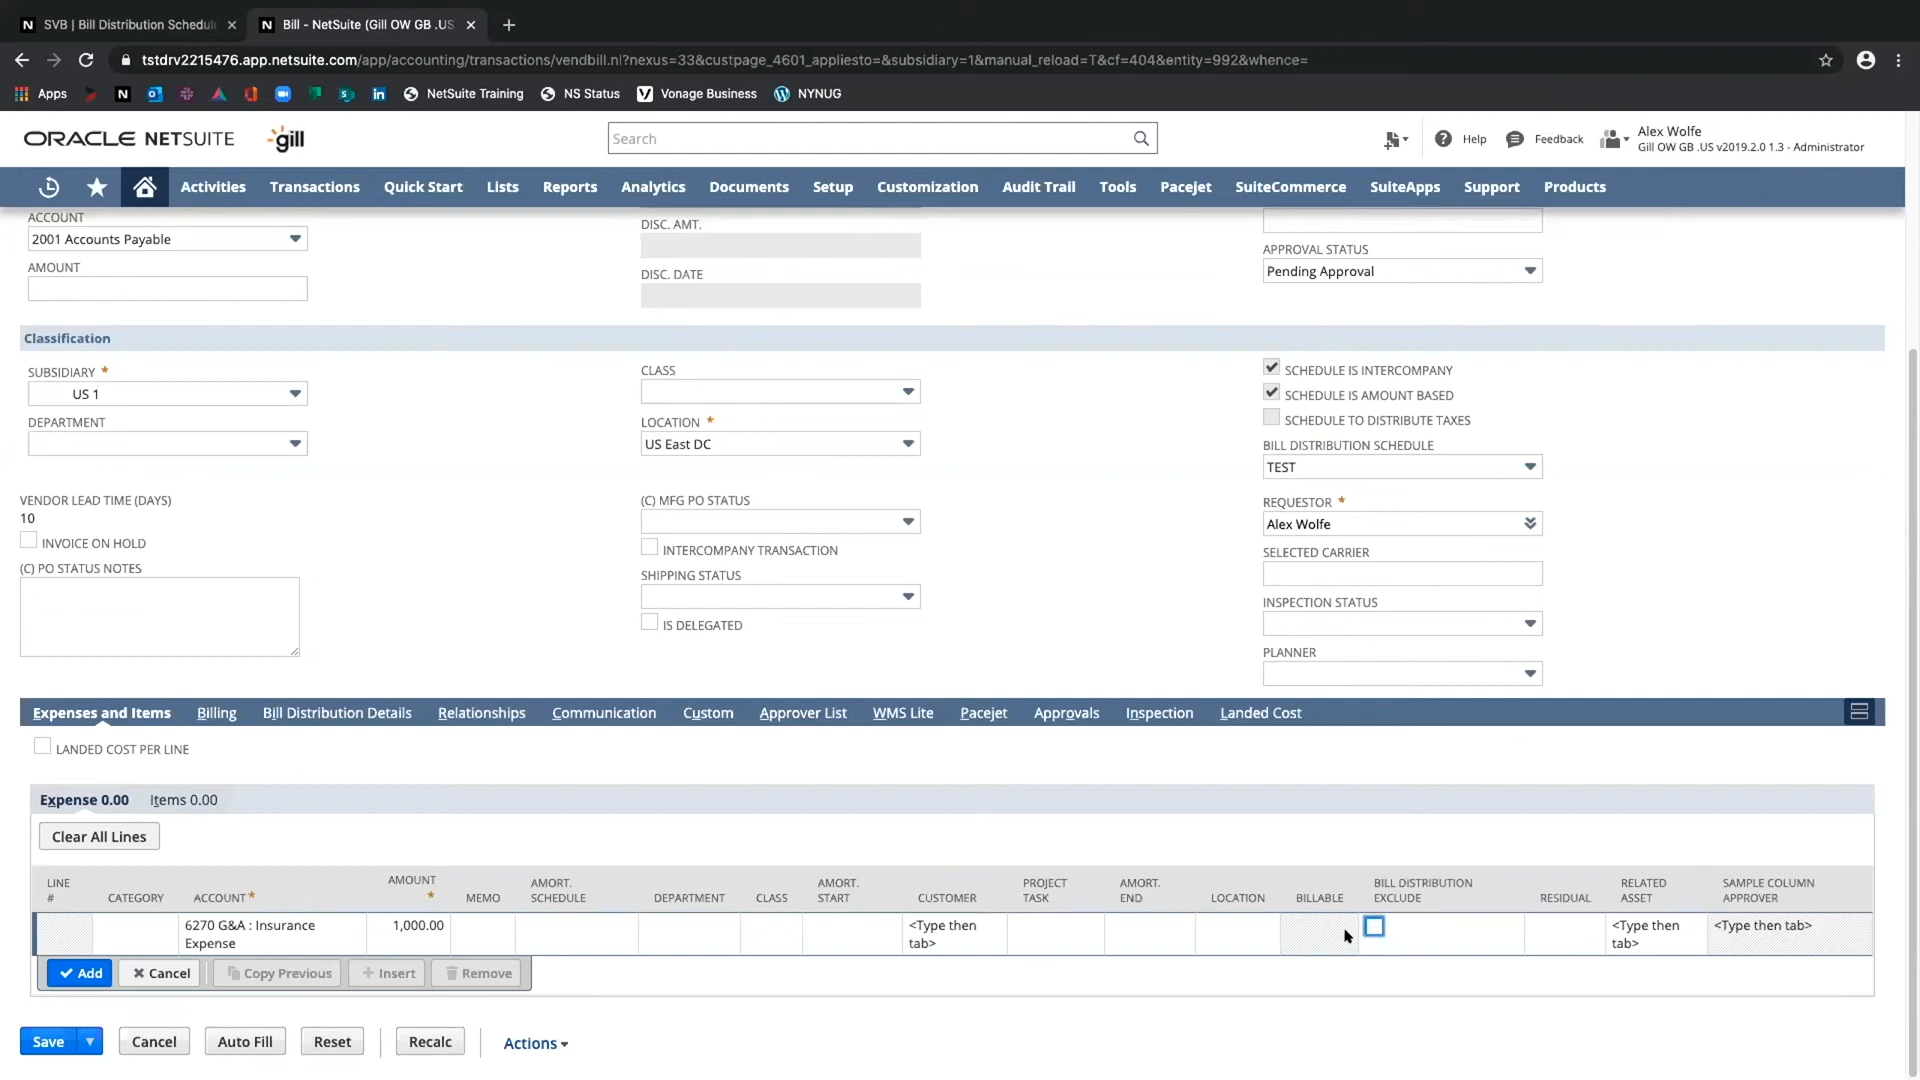 SVB | Bill Distribution Schedul
Bill - NetSuite (Gill OW GB .US
tstdrv2215476.app.netsuite.com/app/accounting/transactions/vendbill.nl?nexus=33&custpage_4601_appliesto=&subsidiary=1&manual_reload=T&cf=404&entity=992&whence=
Apps NetSuite Training NS Status Vonage Business NYNUG
ORACLE NETSUITE gill Search Help Feedback Alex Wolfe
Gill OW GB .US v2019.2.0 1.3 - Administrator
Activities Transactions Quick Start Lists Reports Analytics Documents Setup Customization Audit Trail Tools Pacejet SuiteCommerce SuiteApps Support Products
ACCOUNT
2001 Accounts Payable
AMOUNT
DISC. AMT.
DISC. DATE
APPROVAL STATUS
Pending Approval
Classification
SUBSIDIARY *
US 1
DEPARTMENT
CLASS
LOCATION *
US East DC
SCHEDULE IS INTERCOMPANY
SCHEDULE IS AMOUNT BASED
SCHEDULE TO DISTRIBUTE TAXES
BILL DISTRIBUTION SCHEDULE
TEST
VENDOR LEAD TIME (DAYS)
10
INVOICE ON HOLD
(C) PO STATUS NOTES
(C) MFG PO STATUS
INTERCOMPANY TRANSACTION
SHIPPING STATUS
IS DELEGATED
REQUESTOR *
Alex Wolfe
SELECTED CARRIER
INSPECTION STATUS
PLANNER
Expenses and Items Billing Bill Distribution Details Relationships Communication Custom Approver List WMS Lite Pacejet Approvals Inspection Landed Cost
LANDED COST PER LINE
Expense 0.00 Items 0.00
Clear All Lines
LINE # CATEGORY ACCOUNT * AMOUNT * MEMO AMORT. SCHEDULE DEPARTMENT CLASS AMORT. START CUSTOMER PROJECT TASK AMORT. END LOCATION BILLABLE BILL DISTRIBUTION EXCLUDE RESIDUAL RELATED ASSET SAMPLE COLUMN APPROVER
6270 G&A : Insurance Expense 1,000.00 <Type then tab> <Type then tab> <Type then tab>
Add Cancel Copy Previous Insert Remove
Save Cancel Auto Fill Reset Recalc Actions